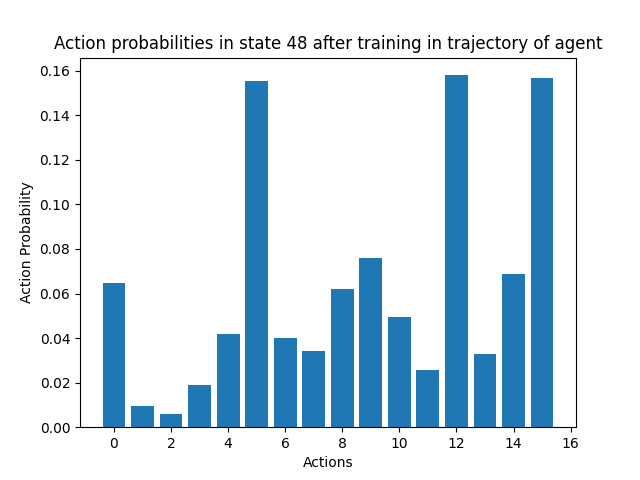 Action probabilities in state 48 after training in trajectory of agent
0.16
0.14
0.12
0.10
0.08
0.06
0.04
0.02
0.00
Action Probability
0 2 4 6 8 10 12 14 16
Actions